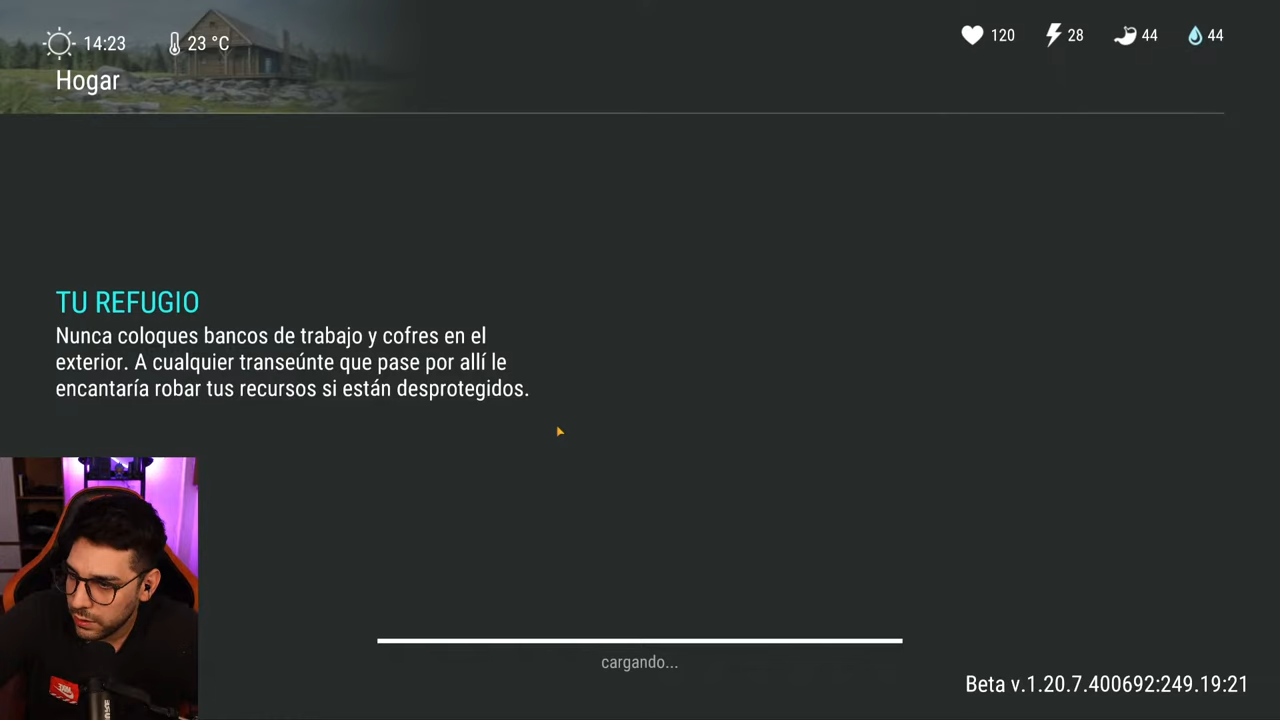 14:23
23 °C
120
28
44
44
Hogar
TU REFUGIO
Nunca coloques bancos de trabajo y cofres en el
exterior. A cualquier transeúnte que pase por allí le
encantaría robar tus recursos si están desprotegidos.
cargando...
Beta v.1.20.7.400692:249.19:21